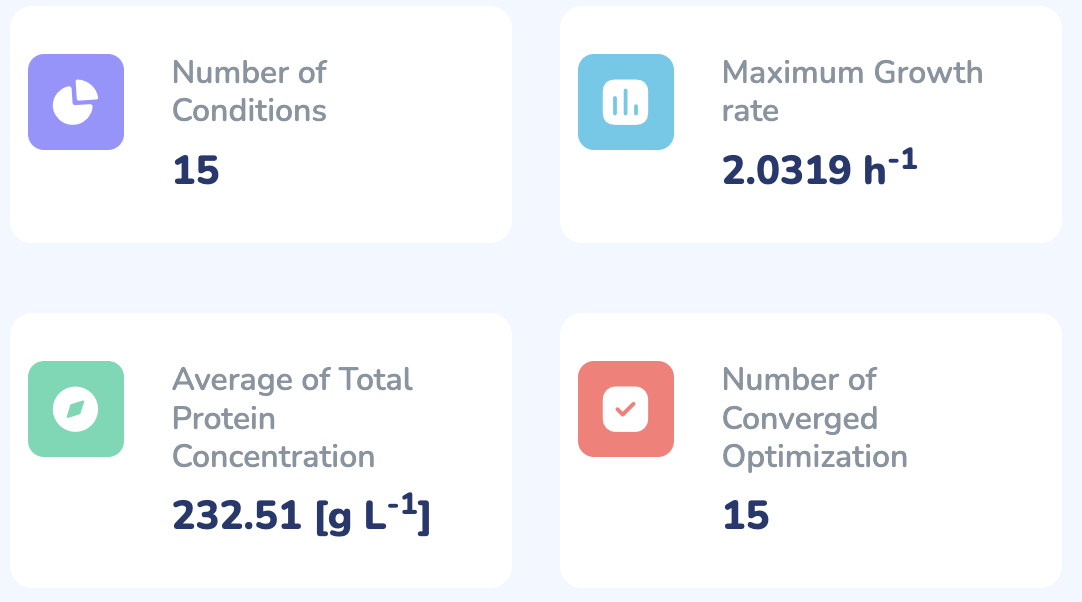 Number of
Conditions
15
Maximum Growth
rate
2.0319 h⁻¹
Average of Total
Protein
Concentration
232.51 [g L⁻¹]
Number of
Converged
Optimization
15